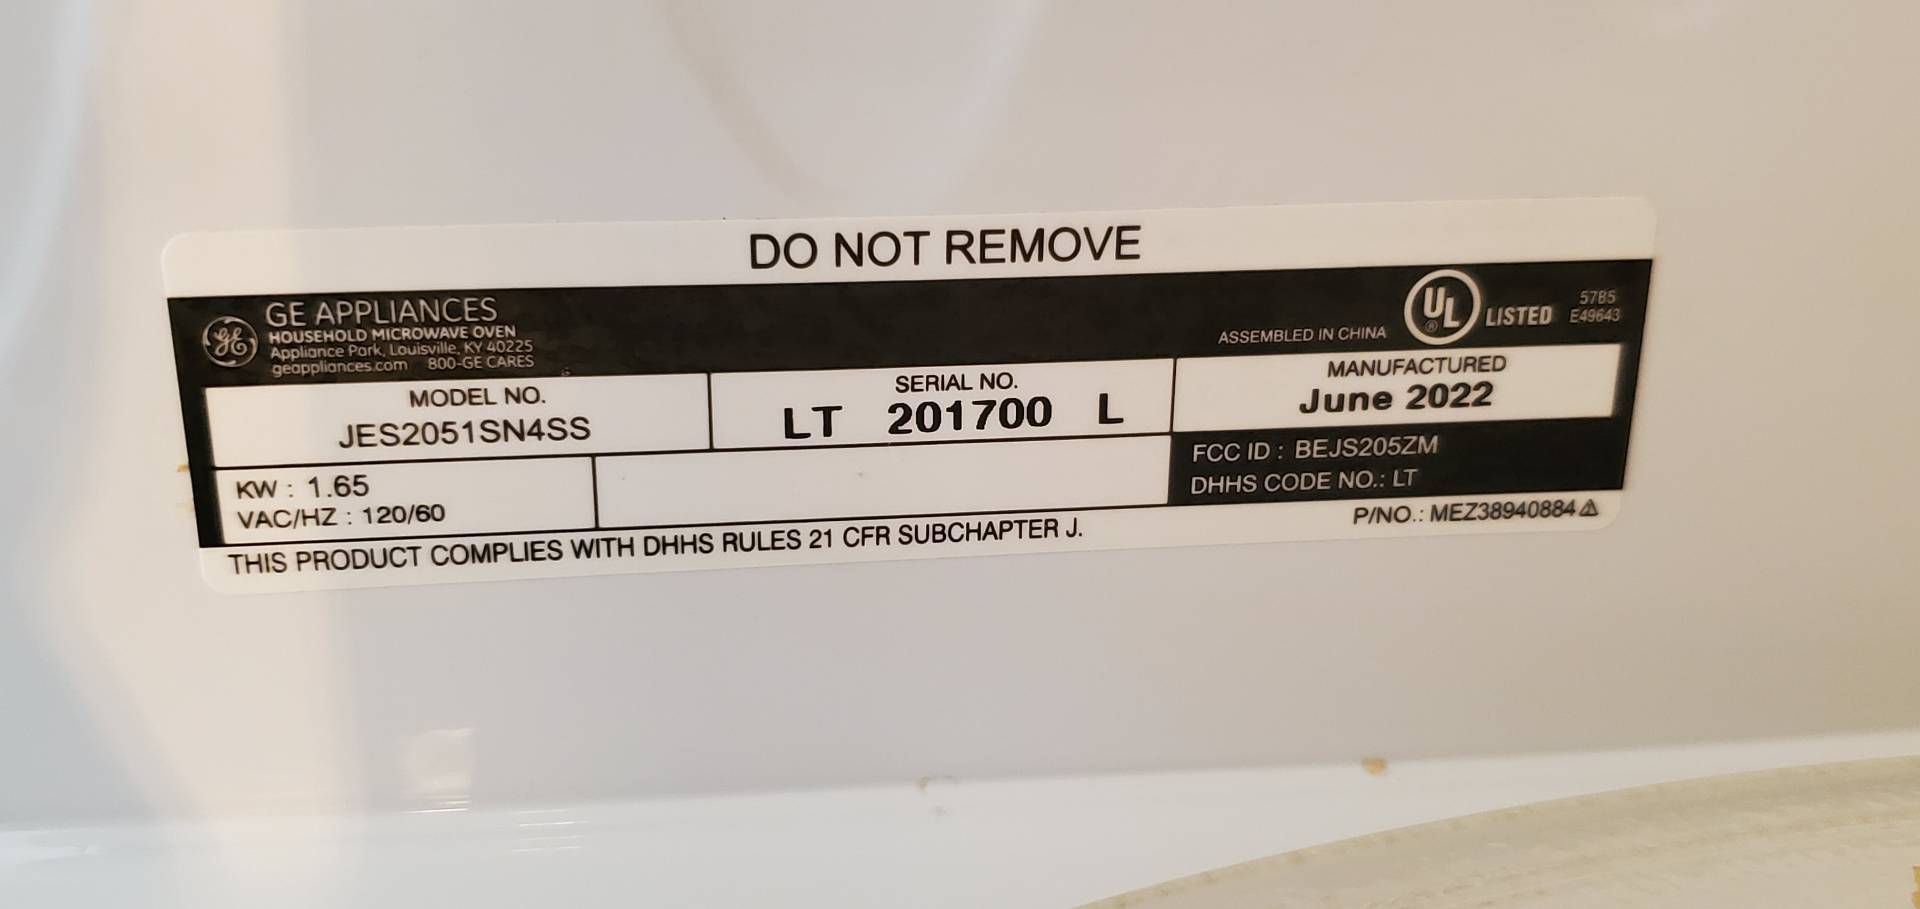 DO NOT REMOVE
GE
GE APPLIANCES
HOUSEHOLD MICROWAVE OVEN
Appliance Park, Louisville, KY 40225
geappliances.com 800-GE CARES
ASSEMBLED IN CHINA
UL ® LISTED
5785
E49643
MODEL NO.
JES2051SN4SS
SERIAL NO.
LT 201700 L
MANUFACTURED
June 2022
KW : 1.65
VAC/HZ : 120/60
FCC ID : BEJS205ZM
DHHS CODE NO.: LT
THIS PRODUCT COMPLIES WITH DHHS RULES 21 CFR SUBCHAPTER J.
P/NO.: MEZ38940884